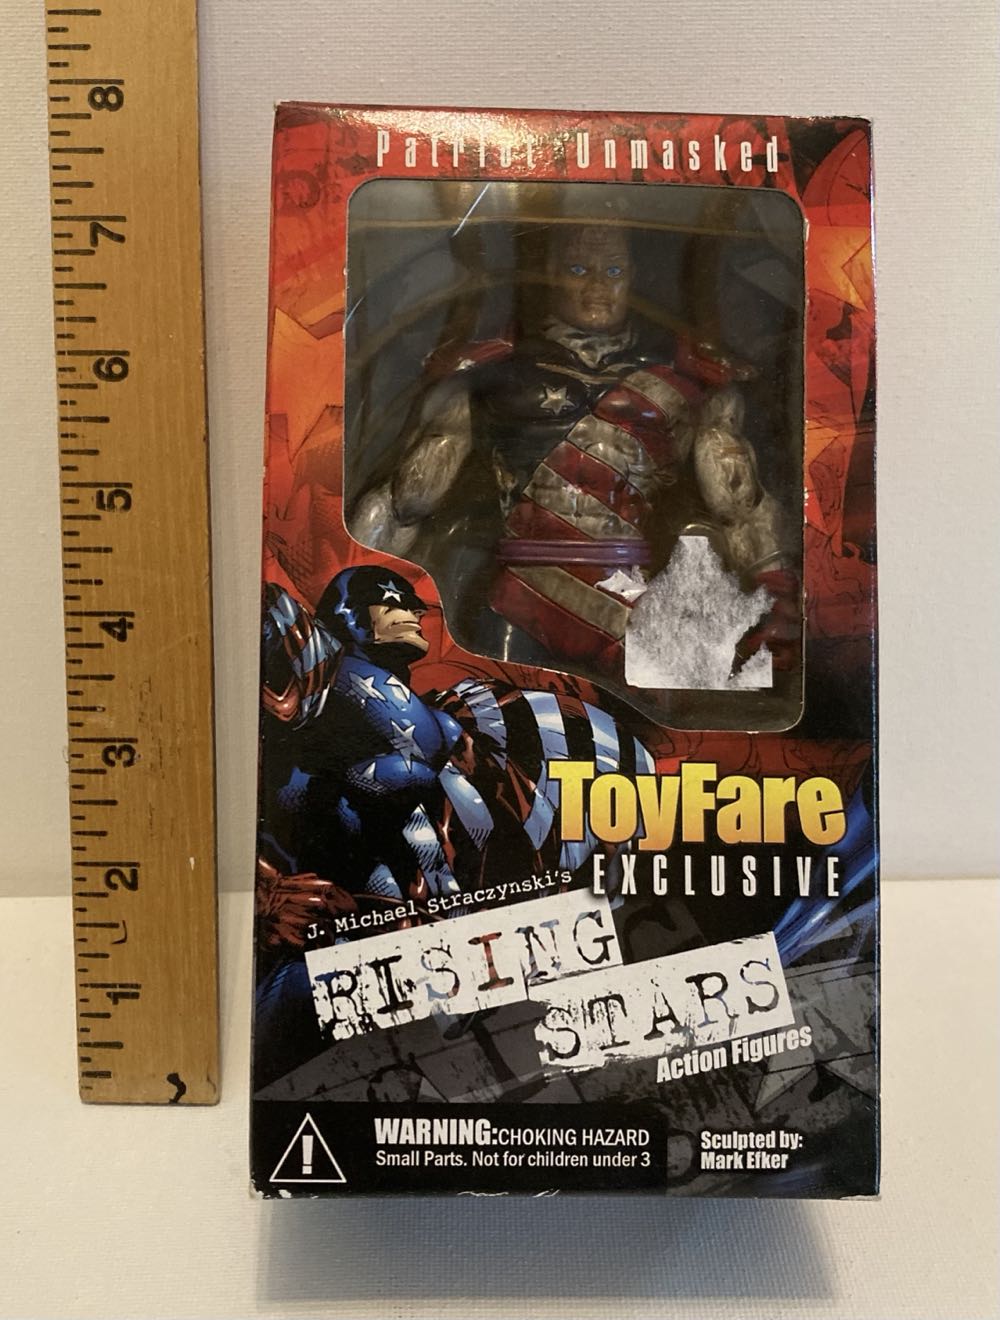 Patriot Unmasked
8
7
6
5
4
3
2
1
ToyFare
EXCLUSIVE
J. Michael Straczynski's
RISING
STARS
Action Figures
WARNING:CHOKING HAZARD
Small Parts. Not for children under 3
Sculpted by:
Mark Efker